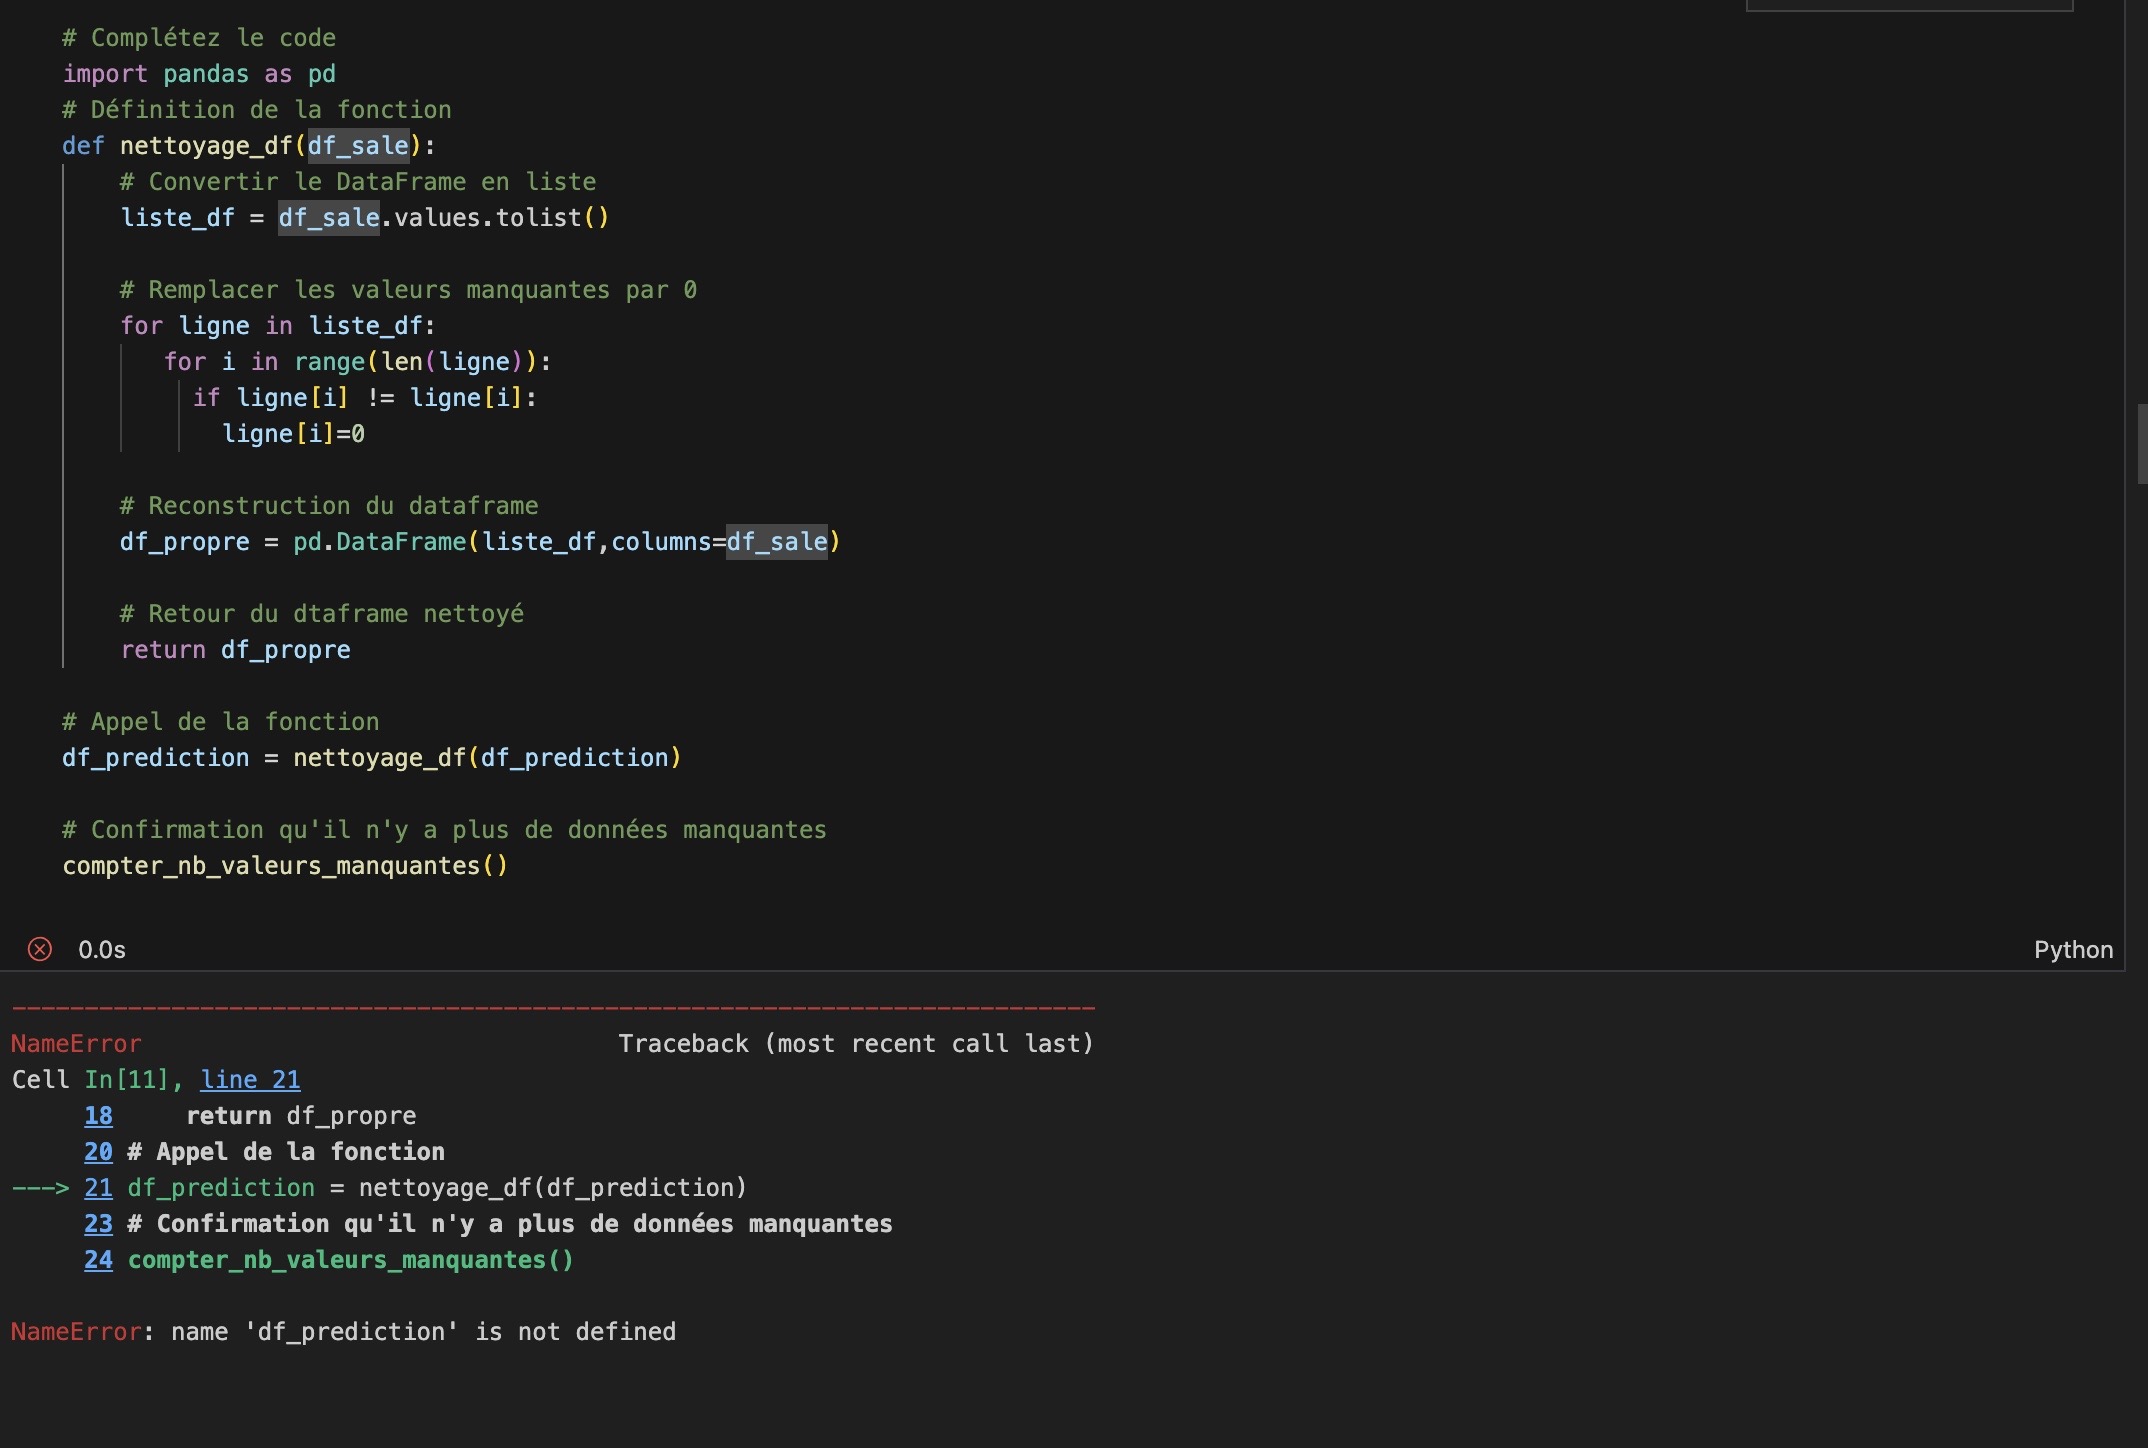 # Complétez le code
import pandas as pd
# Définition de la fonction
def nettoyage_df(df_sale):
    # Convertir le DataFrame en liste
    liste_df = df_sale.values.tolist()
    # Remplacer les valeurs manquantes par 0
    for ligne in liste_df:
       for i in range(len(ligne)):
         if ligne[i] != ligne[i]:
           ligne[i]=0
    # Reconstruction du dataframe
    df_propre = pd.DataFrame(liste_df,columns=df_sale)
    # Retour du dtaframe nettoyé
    return df_propre
# Appel de la fonction
df_prediction = nettoyage_df(df_prediction)
# Confirmation qu'il n'y a plus de données manquantes
compter_nb_valeurs_manquantes()
0.0s Python
---------------------------------------------------------------------------
NameError                                 Traceback (most recent call last)
Cell In[11], line 21
     18     return df_propre
     20 # Appel de la fonction
---> 21 df_prediction = nettoyage_df(df_prediction)
     23 # Confirmation qu'il n'y a plus de données manquantes
     24 compter_nb_valeurs_manquantes()
NameError: name 'df_prediction' is not defined